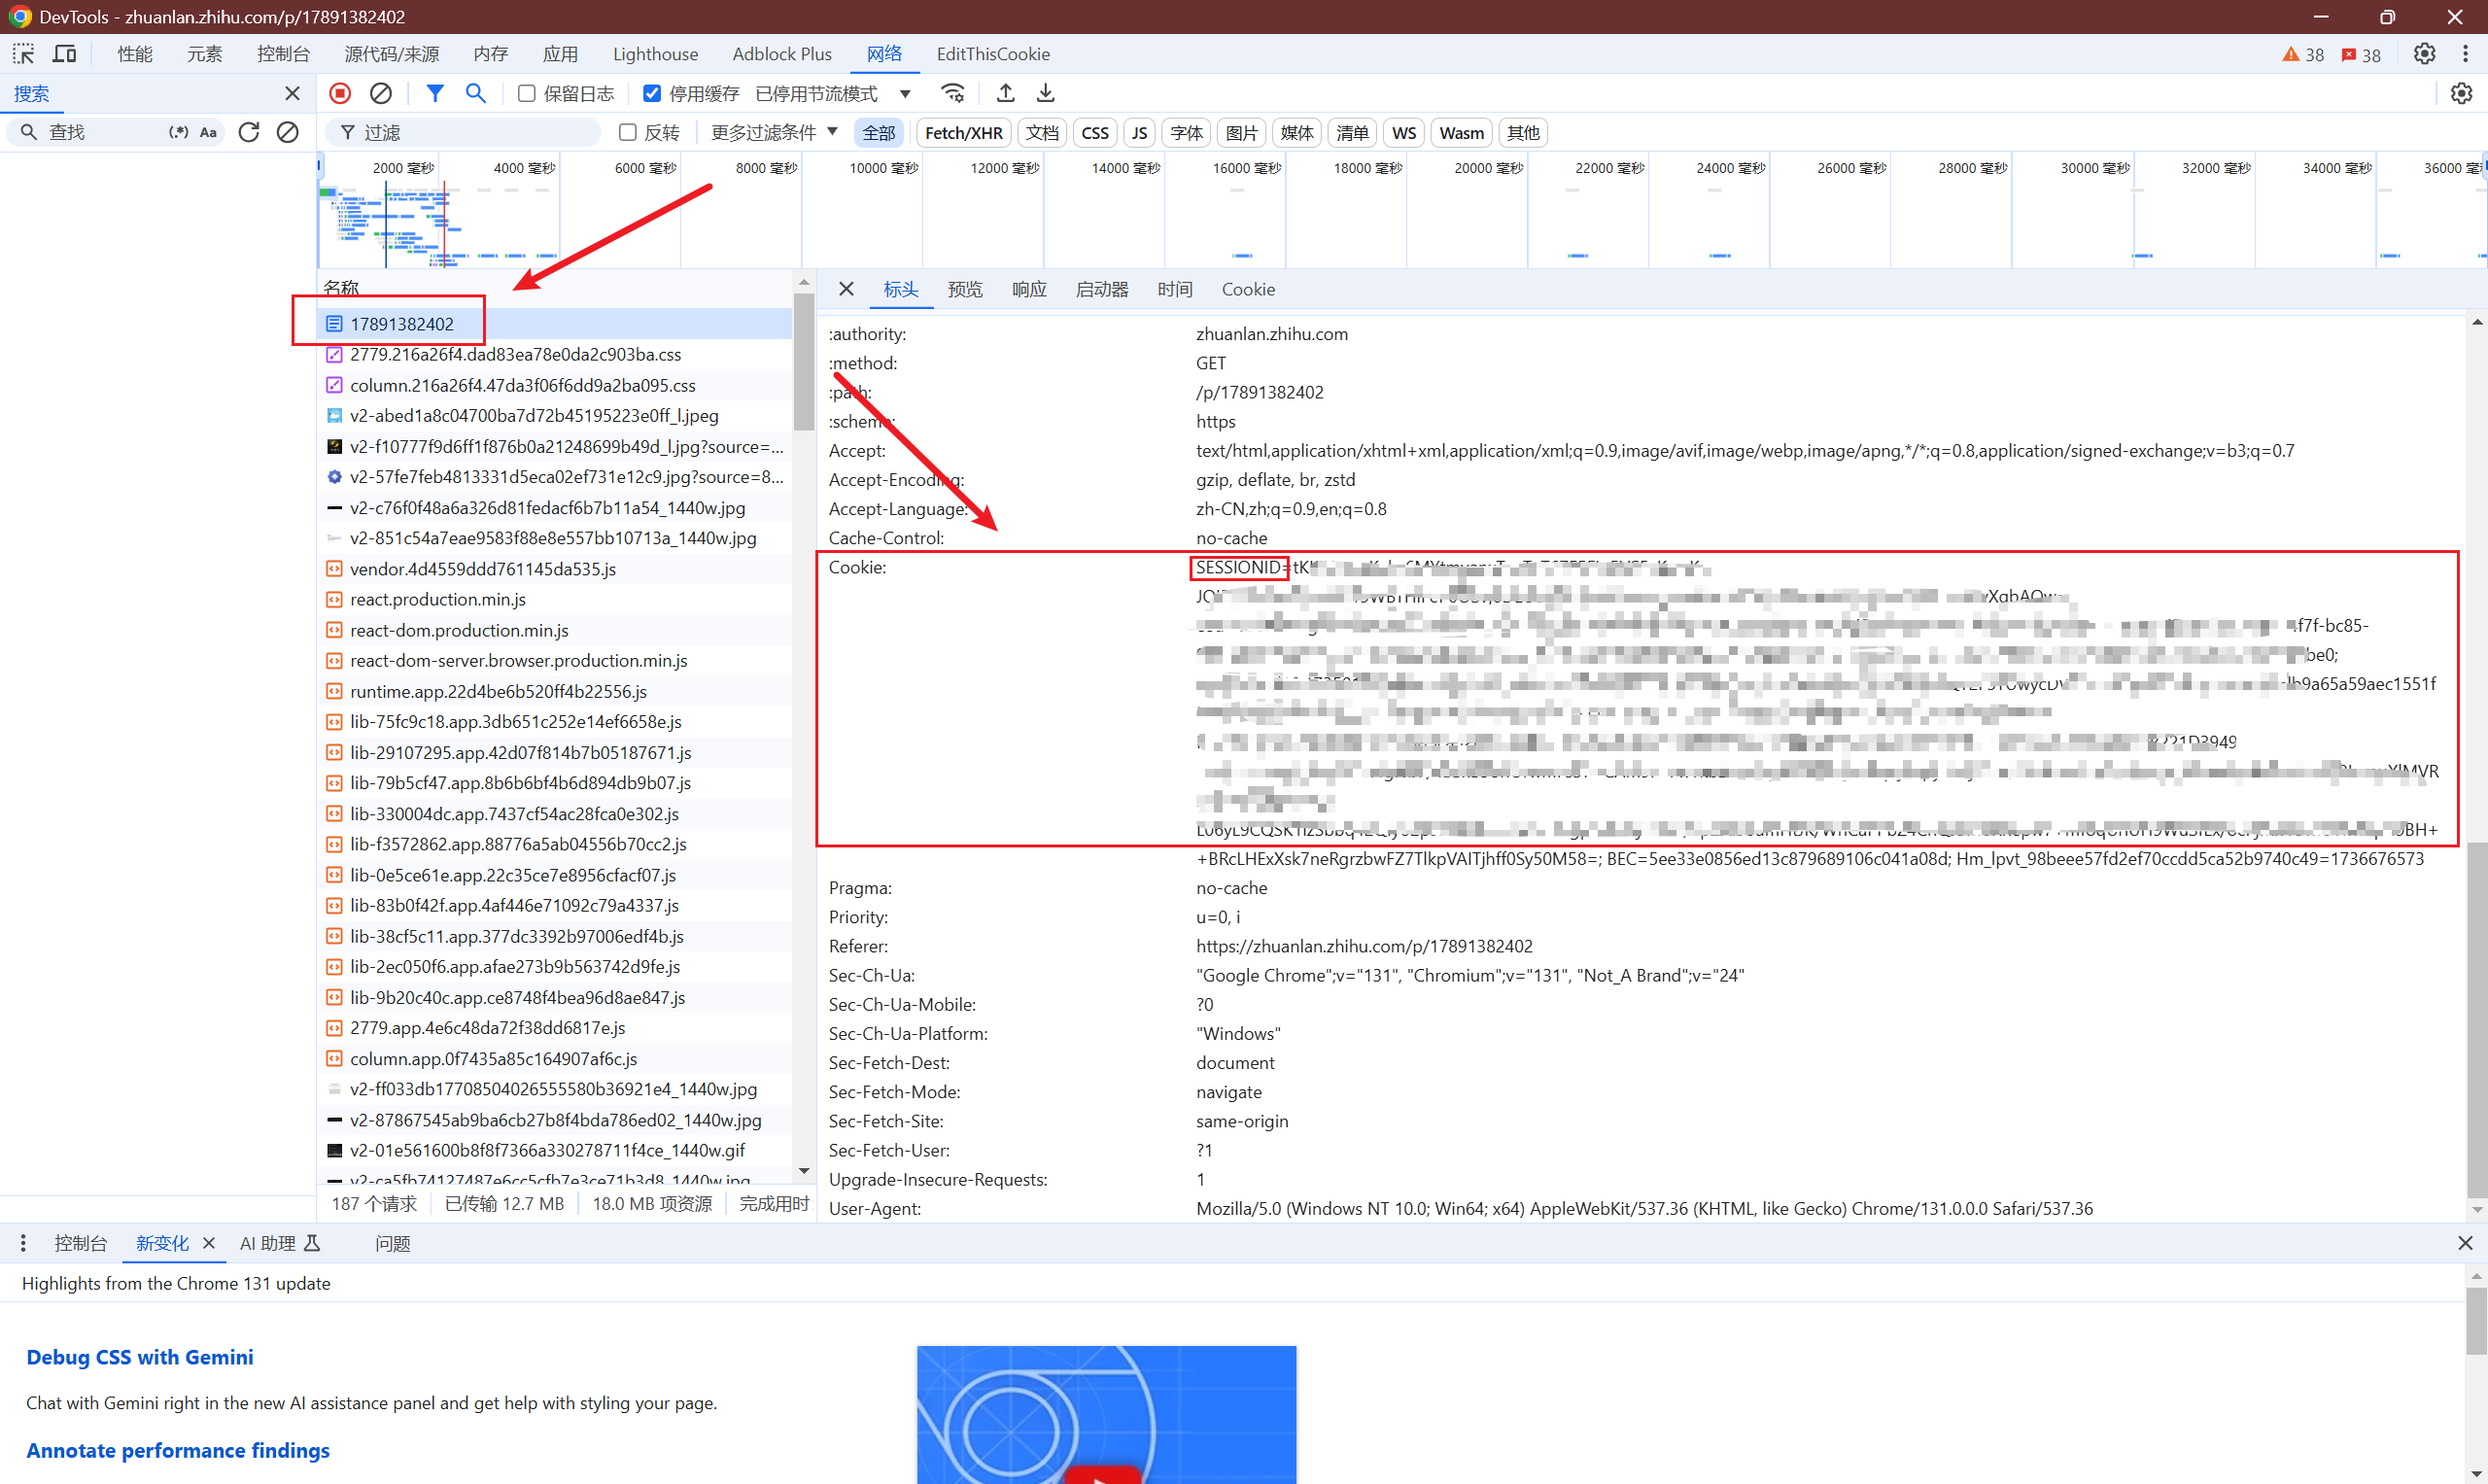 DevTools - zhuanlan.zhihu.com/p/17891382402
性能 元素 控制台 源代码/来源 内存 应用 Lighthouse Adblock Plus 网络 EditThisCookie 38 38
搜索 保留日志 停用缓存 已停用节流模式
查找 (.*) Aa 过滤 反转 更多过滤条件 全部 Fetch/XHR 文档 CSS JS 字体 图片 媒体 清单 WS Wasm 其他
2000 毫秒 4000 毫秒 6000 毫秒 8000 毫秒 10000 毫秒 12000 毫秒 14000 毫秒 16000 毫秒 18000 毫秒 20000 毫秒 22000 毫秒 24000 毫秒 26000 毫秒 28000 毫秒 30000 毫秒 32000 毫秒 34000 毫秒 36000
名称
17891382402
2779.216a26f4.dad83ea78e0da2c903ba.css
column.216a26f4.47da3f06f6dd9a2ba095.css
v2-abed1a8c04700ba7d72b45195223e0ff_l.jpeg
v2-f10777f9d6ff1f876b0a21248699b49d_l.jpg?source=...
v2-57fe7feb4813331d5eca02ef731e12c9.jpg?source=8...
v2-c76f0f48a6a326d81fedacf6b7b11a54_1440w.jpg
v2-851c54a7eae9583f88e8e557bb10713a_1440w.jpg
vendor.4d4559ddd761145da535.js
react.production.min.js
react-dom.production.min.js
react-dom-server.browser.production.min.js
runtime.app.22d4be6b520ff4b22556.js
lib-75fc9c18.app.3db651c252e14ef6658e.js
lib-29107295.app.42d07f814b7b05187671.js
lib-79b5cf47.app.8b6b6bf4b6d894db9b07.js
lib-330004dc.app.7437cf54ac28fca0e302.js
lib-f3572862.app.88776a5ab04556b70cc2.js
lib-0e5ce61e.app.22c35ce7e8956cfacf07.js
lib-83b0f42f.app.4af446e71092c79a4337.js
lib-38cf5c11.app.377dc3392b97006edf4b.js
lib-2ec050f6.app.afae273b9b563742d9fe.js
lib-9b20c40c.app.ce8748f4bea96d8ae847.js
2779.app.4e6c48da72f38dd6817e.js
column.app.0f7435a85c164907af6c.js
v2-ff033db17708504026555580b36921e4_1440w.jpg
v2-87867545ab9ba6cb27b8f4bda786ed02_1440w.jpg
v2-01e561600b8f8f7366a330278711f4ce_1440w.gif
v2-ca5fb74127487e6cc5cfb7e3ce71b3d8_1440w.jpg
187 个请求 已传输 12.7 MB 18.0 MB 项资源 完成用时
标头 预览 响应 启动器 时间 Cookie
:authority: zhuanlan.zhihu.com
:method: GET
:path: /p/17891382402
:scheme: https
Accept: text/html,application/xhtml+xml,application/xml;q=0.9,image/avif,image/webp,image/apng,*/*;q=0.8,application/signed-exchange;v=b3;q=0.7
Accept-Encoding: gzip, deflate, br, zstd
Accept-Language: zh-CN,zh;q=0.9,en;q=0.8
Cache-Control: no-cache
Cookie: SESSIONID=
f7f-bc85-
be0;
b9a65a59aec1551f
+BRcLHExXsk7neRgrzbwFZ7TlkpVAITjhff0Sy50M58=; BEC=5ee33e0856ed13c879689106c041a08d; Hm_lpvt_98beee57fd2ef70ccdd5ca52b9740c49=1736676573
Pragma: no-cache
Priority: u=0, i
Referer: https://zhuanlan.zhihu.com/p/17891382402
Sec-Ch-Ua: "Google Chrome";v="131", "Chromium";v="131", "Not_A Brand";v="24"
Sec-Ch-Ua-Mobile: ?0
Sec-Ch-Ua-Platform: "Windows"
Sec-Fetch-Dest: document
Sec-Fetch-Mode: navigate
Sec-Fetch-Site: same-origin
Sec-Fetch-User: ?1
Upgrade-Insecure-Requests: 1
User-Agent: Mozilla/5.0 (Windows NT 10.0; Win64; x64) AppleWebKit/537.36 (KHTML, like Gecko) Chrome/131.0.0.0 Safari/537.36
控制台 新变化 AI 助理 问题
Highlights from the Chrome 131 update
Debug CSS with Gemini
Chat with Gemini right in the new AI assistance panel and get help with styling your page.
Annotate performance findings